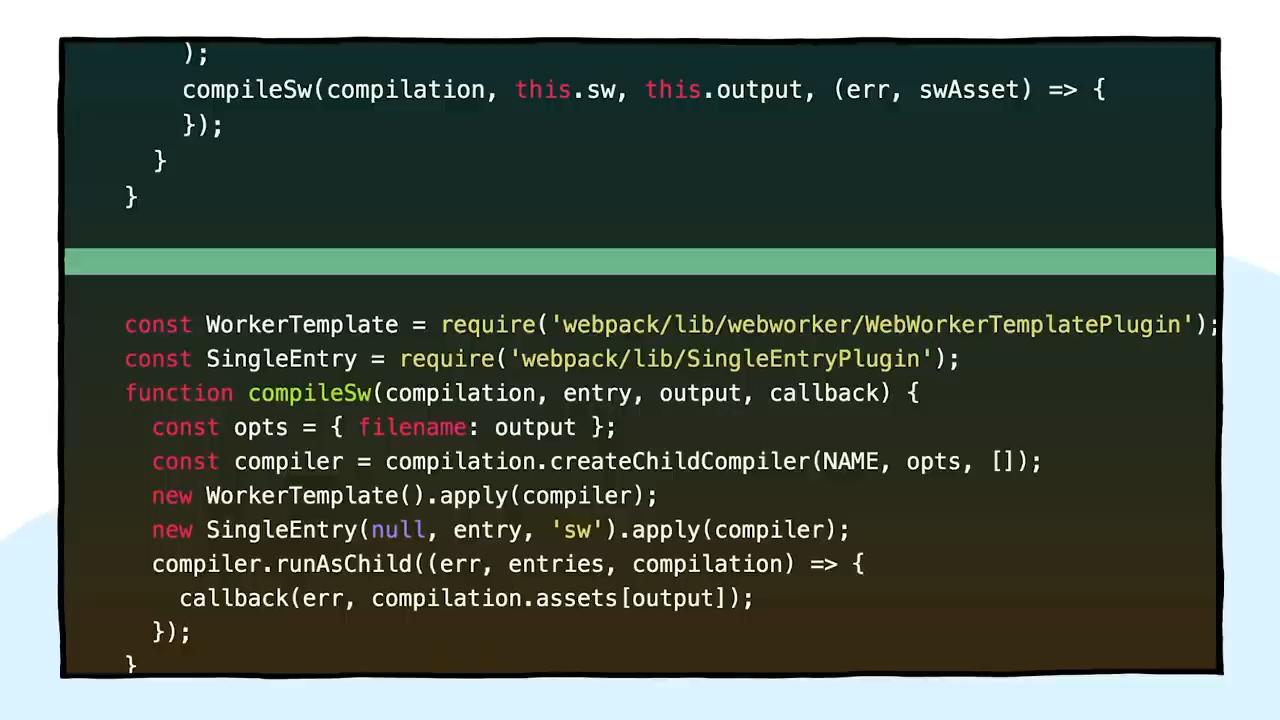 );
compileSw(compilation, this.sw, this.output, (err, swAsset) => {
});
}
}
const WorkerTemplate = require('webpack/lib/webworker/WebWorkerTemplatePlugin');
const SingleEntry = require('webpack/lib/SingleEntryPlugin');
function compileSw(compilation, entry, output, callback) {
const opts = { filename: output };
const compiler = compilation.createChildCompiler(NAME, opts, []);
new WorkerTemplate().apply(compiler);
new SingleEntry(null, entry, 'sw').apply(compiler);
compiler.runAsChild((err, entries, compilation) => {
callback(err, compilation.assets[output]);
});
}